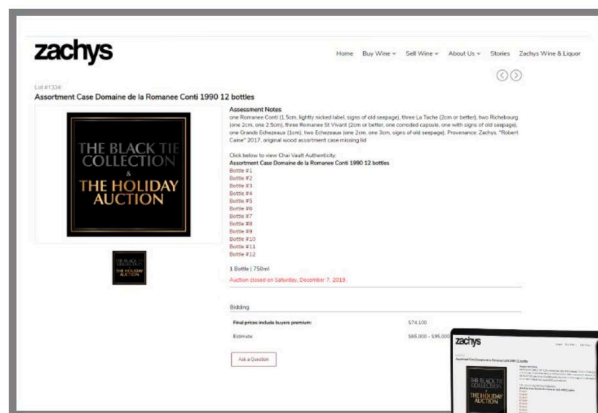 zachys
Home Buy Wine Sell Wine About Us Stories Zachys Wine & Liquor
Assortment Case Domaine de la Romanee Conti 1990 12 bottles
THE BLACK TIE
COLLECTION
&
THE HOLIDAY
AUCTION
Assessment Notes
one Romanee Conti (1.5cm, lightly nicked label, signs of old seepage), three La Tache (2cm or better), two Richebourg
(one 2cm, one 2.5cm), three Romanee St Vivant (2cm or better, one corroded capsule, one with signs of old seepage),
one Grands Echezeaux (1cm), two Echezeaux (one 2cm, one 3cm, signs of old seepage). Provenance: Zachys, "Robert
Caine" 2017, original wood assortment case missing lid
Click below to view Chai Vault Authenticity:
Assortment Case Domaine de la Romanee Conti 1990 12 bottles
Bottle #1
Bottle #2
Bottle #3
Bottle #4
Bottle #5
Bottle #6
Bottle #7
Bottle #8
Bottle #9
Bottle #10
Bottle #11
Bottle #12
1 Bottle | 750ml
Auction closed on Saturday, December 7, 2019.
Bidding
Final prices include buyers premium: $74,100
Estimate $65,000 - $95,000
Ask a Question
zachys
THE BLACK TIE
COLLECTION
&
THE HOLIDAY
AUCTION